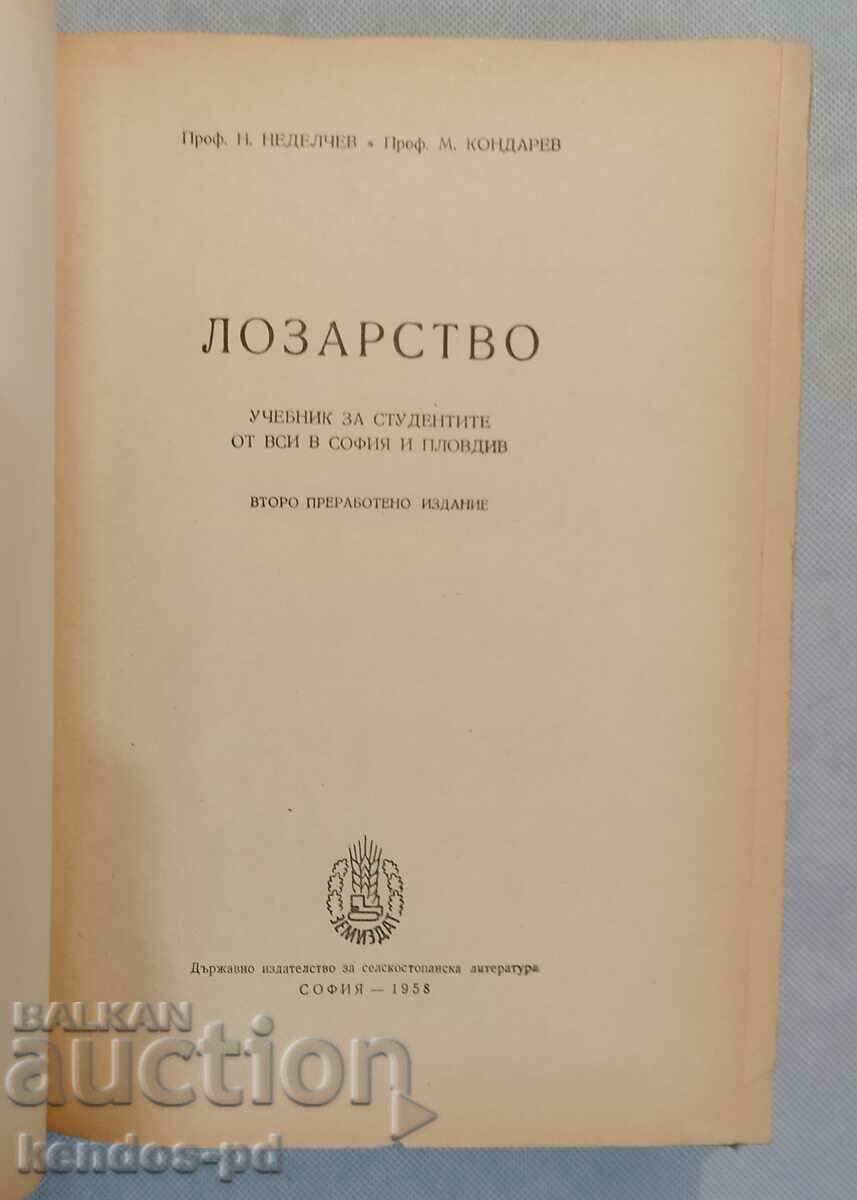 Проф. Н. НЕДЕЛЧЕВ • Проф. М. КОНДАРЕВ
ЛОЗАРСТВО
УЧЕБНИК ЗА СТУДЕНТИТЕ
ОТ ВСИ В СОФИЯ И ПЛОВДИВ
ВТОРО ПРЕРАБОТЕНО ИЗДАНИЕ
ЗЕМИЗДАТ
Държавно издателство за селскостопанска литература
СОФИЯ — 1958
BALKAN
auction
kendos-pd